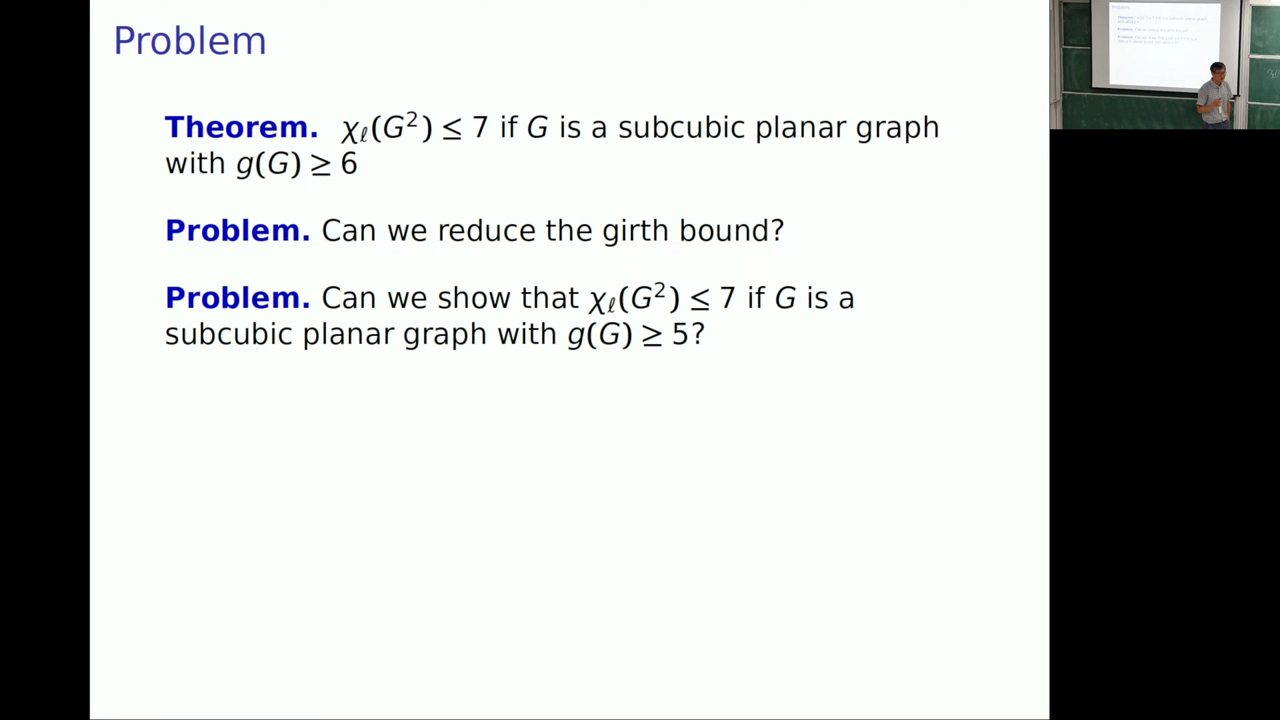 Problem
Theorem. χℓ(G²) ≤ 7 if G is a subcubic planar graph
with g(G) ≥ 6
Problem. Can we reduce the girth bound?
Problem. Can we show that χℓ(G²) ≤ 7 if G is a
subcubic planar graph with g(G) ≥ 5?